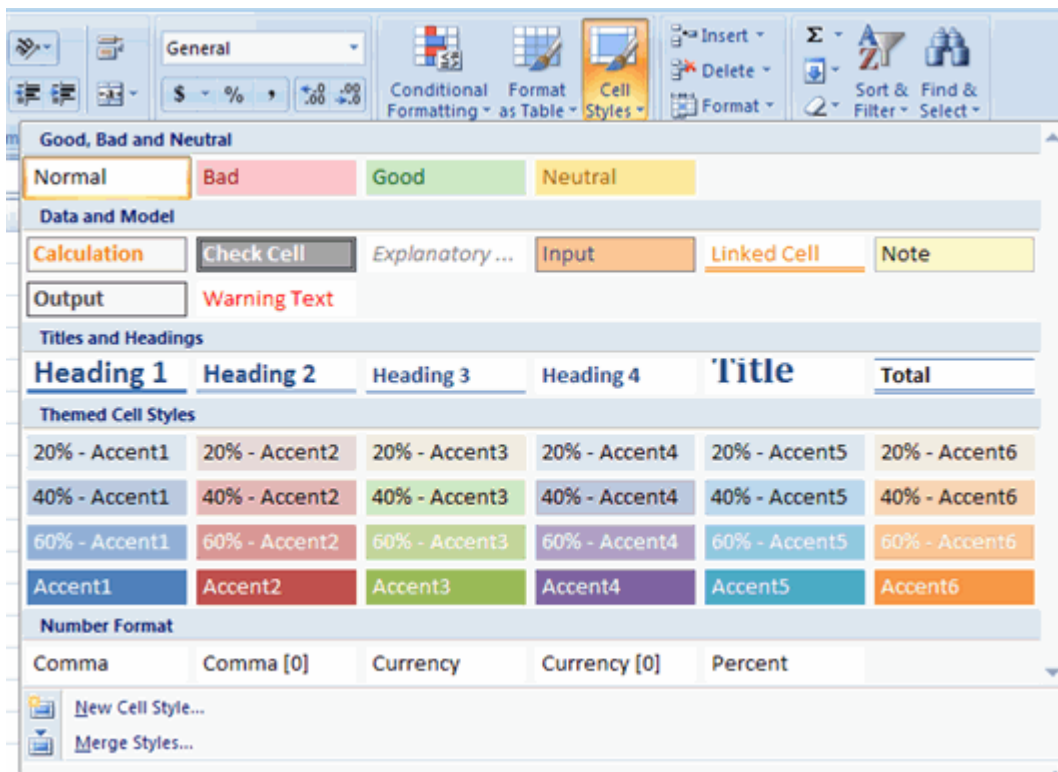 General
Insert
Delete
Format
$ % , .00 .00
Σ
Conditional Formatting
Format as Table
Cell Styles
Sort & Filter
Find & Select
Good, Bad and Neutral
Normal Bad Good Neutral
Data and Model
Calculation Check Cell Explanatory ... Input Linked Cell Note
Output Warning Text
Titles and Headings
Heading 1 Heading 2 Heading 3 Heading 4 Title Total
Themed Cell Styles
20% - Accent1 20% - Accent2 20% - Accent3 20% - Accent4 20% - Accent5 20% - Accent6
40% - Accent1 40% - Accent2 40% - Accent3 40% - Accent4 40% - Accent5 40% - Accent6
60% - Accent1 60% - Accent2 60% - Accent3 60% - Accent4 60% - Accent5 60% - Accent6
Accent1 Accent2 Accent3 Accent4 Accent5 Accent6
Number Format
Comma Comma [0] Currency Currency [0] Percent
New Cell Style...
Merge Styles...